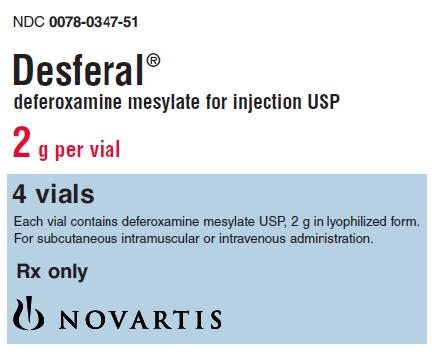 NDC 0078-0347-51
Desferal®
deferoxamine mesylate for injection USP
2 g per vial
4 vials
Each vial contains deferoxamine mesylate USP, 2 g in lyophilized form.
For subcutaneous intramuscular or intravenous administration.
Rx only
NOVARTIS